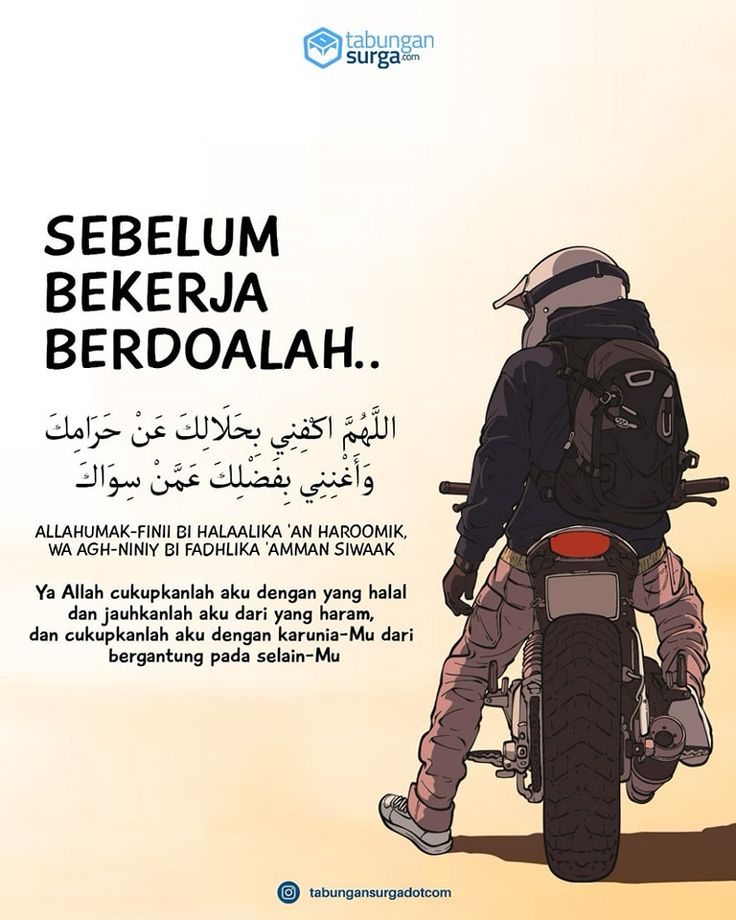 tabungan
surga.com
SEBELUM
BEKERJA
BERDOALAH..
اللَّهُمَّ اكْفِنِي بِحَلَالِكَ عَنْ حَرَامِكَ
وَأَغْنِنِي بِفَضْلِكَ عَمَّنْ سِوَاكَ
ALLAHUMAK-FINII BI HALAALIKA 'AN HAROOMIK,
WA AGH-NINIY BI FADHLIKA 'AMMAN SIWAAK
Ya Allah cukupkanlah aku dengan yang halal
dan jauhkanlah aku dari yang haram,
dan cukupkanlah aku dengan karunia-Mu dari
bergantung pada selain-Mu
tabungansurgadotcom